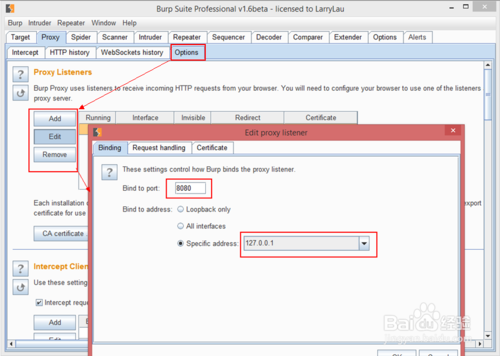 Burp Suite Professional v1.6beta - licensed to LarryLau
Burp Intruder Repeater Window Help
Target Proxy Spider Scanner Intruder Repeater Sequencer Decoder Comparer Extender Options Alerts
Intercept HTTP history WebSockets history Options
Proxy Listeners
Burp Proxy uses listeners to receive incoming HTTP requests from your browser. You will need to configure your browser to use one of the listeners
proxy server.
Add Running Interface Invisible Redirect Certificate
Edit
Remove
Edit proxy listener
Binding Request handling Certificate
These settings control how Burp binds the proxy listener.
Bind to port: 8080
Bind to address: Loopback only
All interfaces
Specific address: 127.0.0.1
Each installation
export
certificate for use
CA certificate
Intercept Clien
Use these setting
Intercept reque
Add
Edit
Bai 百度经验
jingyan.baidu.com